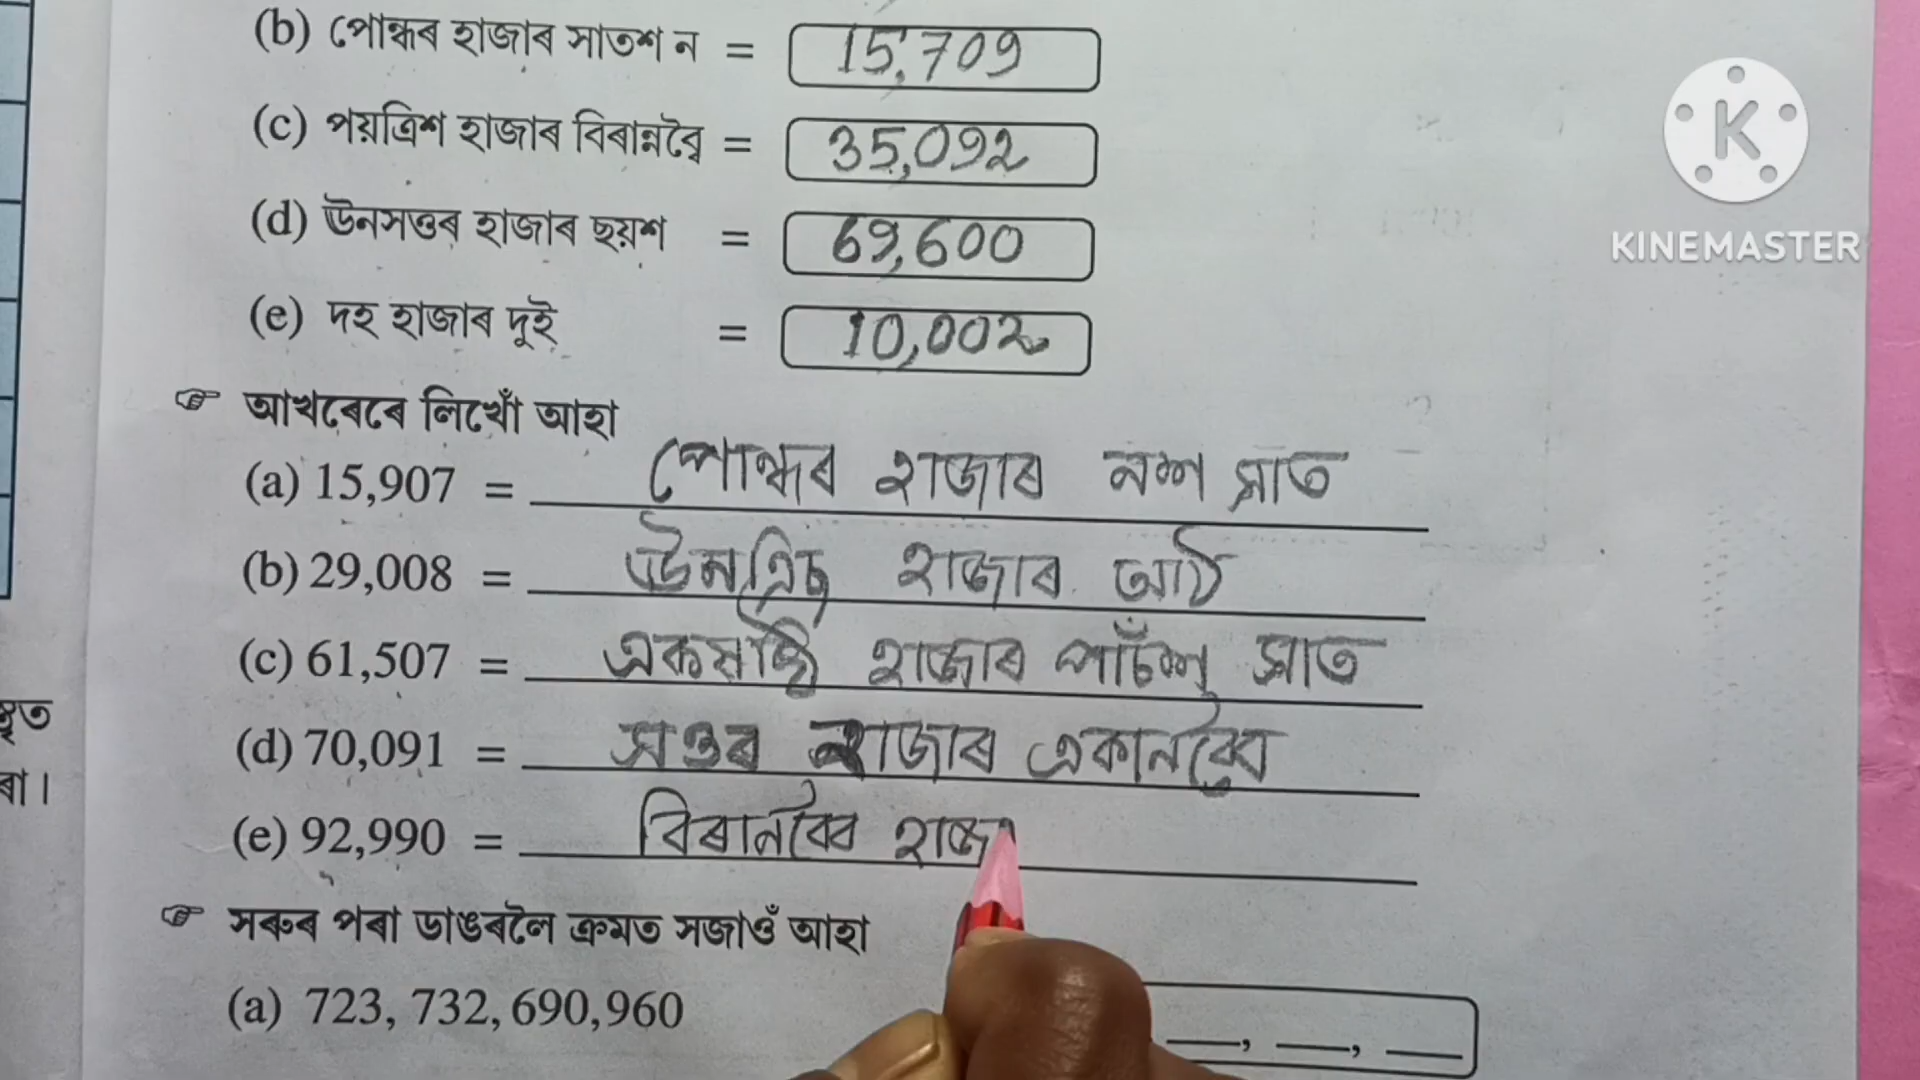 (b) পোন্ধৰ হাজাৰ সাতশ ন = 15,709
(c) পয়ত্ৰিশ হাজাৰ বিৰান্নব্বৈ = 35,092
(d) ঊনসত্তৰ হাজাৰ ছয়শ = 69,600
(e) দহ হাজাৰ দুই = 10,002
আখৰেৰে লিখোঁ আহা
(a) 15,907 = পোন্ধৰ হাজাৰ নশ সাত
(b) 29,008 = ঊনত্ৰিচ হাজাৰ আঠ
(c) 61,507 = একষষ্ঠি হাজাৰ পাঁচশ সাত
(d) 70,091 = সত্তৰ হাজাৰ একানব্বৈ
(e) 92,990 = বিৰানব্বৈ হাজা
সৰুৰ পৰা ডাঙৰলৈ ক্ৰমত সজাওঁ আহা
(a) 723, 732, 690, 960
ৰা।
KINEMASTER